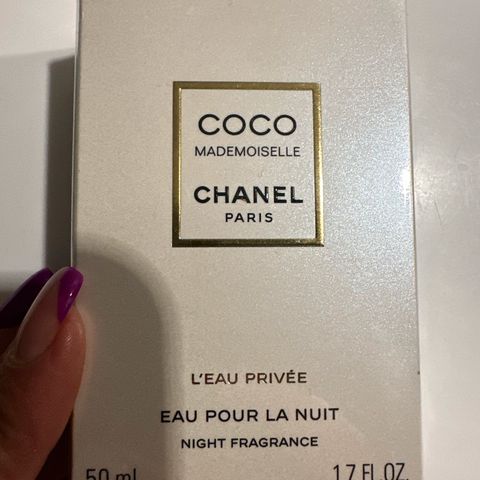 COCO
MADEMOISELLE
CHANEL
PARIS
L'EAU PRIVÉE
EAU POUR LA NUIT
NIGHT FRAGRANCE
50 ml 1.7 FL.OZ.